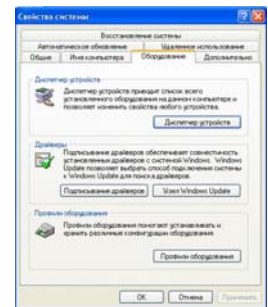 Свойства системы
Восстановление системы
Автоматическое обновление Удаленное использование
Общие Имя компьютера Оборудование Дополнительно
Диспетчер устройств
Диспетчер устройств приводит список всего
установленного оборудования на данном компьютере и
позволяет изменить свойства любого устройства.
Диспетчер устройств
Драйверы
Подписывание драйверов обеспечивает совместимость
установленных драйверов с системой Windows. Windows
Update позволяет выбрать способ подключения системы
к Windows Update для поиска драйверов.
Подписывание драйверов Узел Windows Update
Профили оборудования
Профили оборудования помогают устанавливать и
хранить различные конфигурации оборудования.
Профили оборудования
OK Отмена Применить